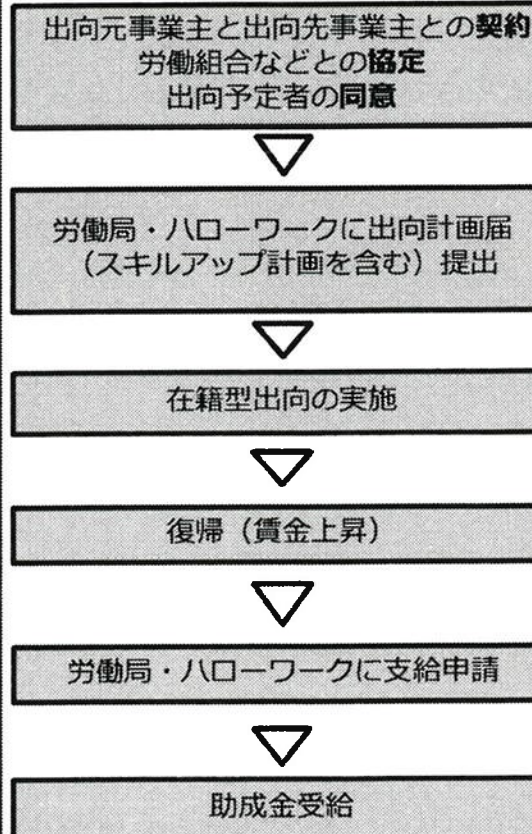 出向元事業主と出向先事業主との契約
労働組合などとの協定
出向予定者の同意
労働局・ハローワークに出向計画届
（スキルアップ計画を含む）提出
在籍型出向の実施
復帰（賃金上昇）
労働局・ハローワークに支給申請
助成金受給